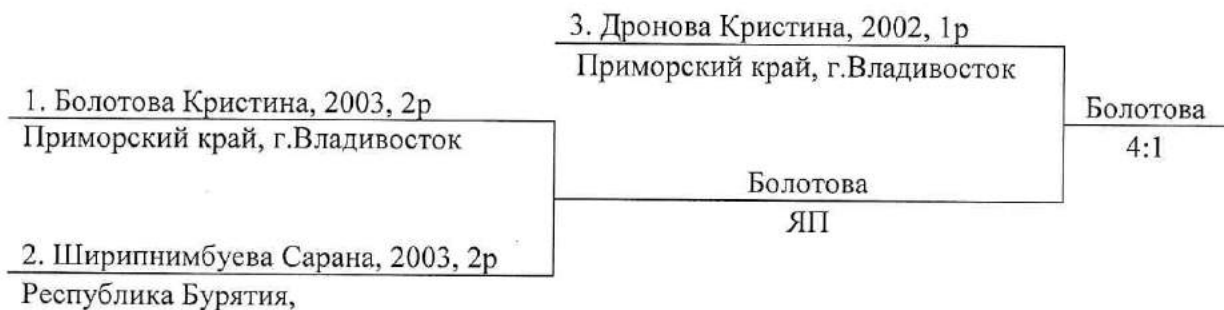 3. Дронова Кристина, 2002, 1р
Приморский край, г.Владивосток
1. Болотова Кристина, 2003, 2р
Приморский край, г.Владивосток
Болотова
4:1
Болотова
ЯП
2. Ширипнимбуева Сарана, 2003, 2р
Республика Бурятия,